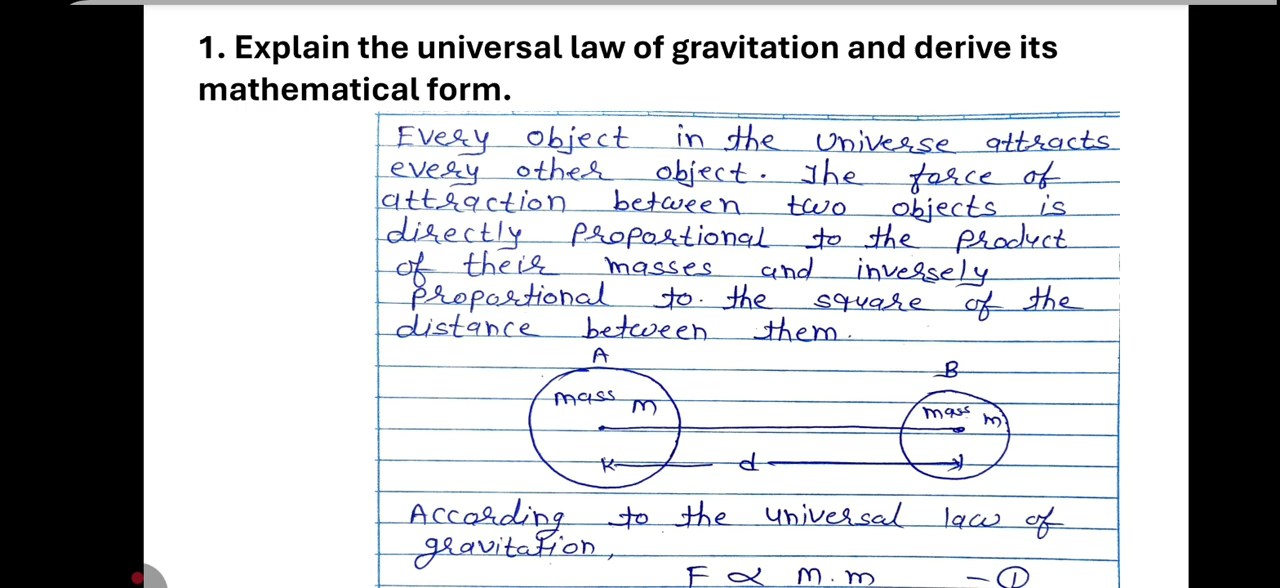 1. Explain the universal law of gravitation and derive its
mathematical form.
Every object in the universe attracts
every other object. The force of
attraction between two objects is
directly proportional to the product
of their masses and inversely
proportional to the square of the
distance between them.
A
B
mass m
mass m
d
According to the universal law of
gravitation,
F ∝ m.m —①